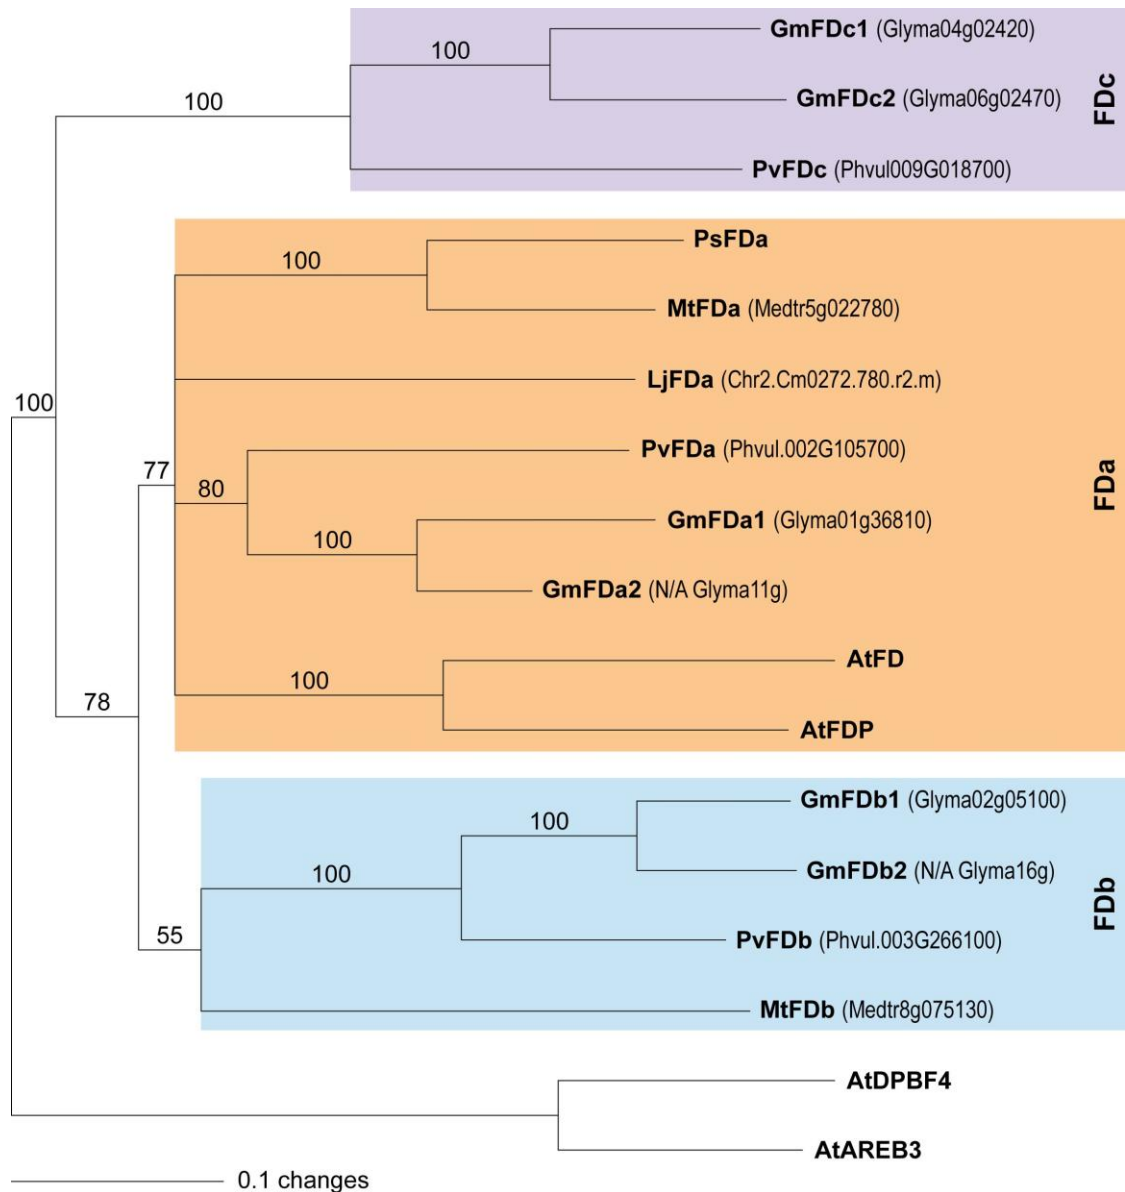 GmFDc1 (Glyma04g02420)
100
GmFDc2 (Glyma06g02470)
100
FDc
PvFDc (Phvul009G018700)
PsFDa
100
MtFDa (Medtr5g022780)
LjFDa (Chr2.Cm0272.780.r2.m)
100
PvFDa (Phvul.002G105700)
77
80
FDa
GmFDa1 (Glyma01g36810)
100
GmFDa2 (N/A Glyma11g)
AtFD
100
78
AtFDP
GmFDb1 (Glyma02g05100)
100
GmFDb2 (N/A Glyma16g)
100
FDb
55
PvFDb (Phvul.003G266100)
MtFDb (Medtr8g075130)
AtDPBF4
AtAREB3
0.1 changes